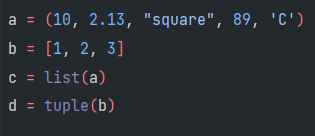 a = (10, 2.13, "square", 89, 'C')
b = [1, 2, 3]
c = list(a)
d = tuple(b)